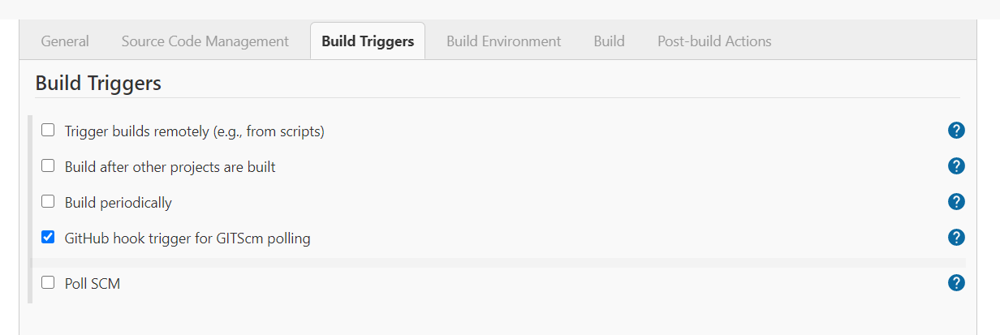 General Source Code Management Build Triggers Build Environment Build Post-build Actions
Build Triggers
Trigger builds remotely (e.g., from scripts) ?
Build after other projects are built ?
Build periodically ?
GitHub hook trigger for GITScm polling ?
Poll SCM ?